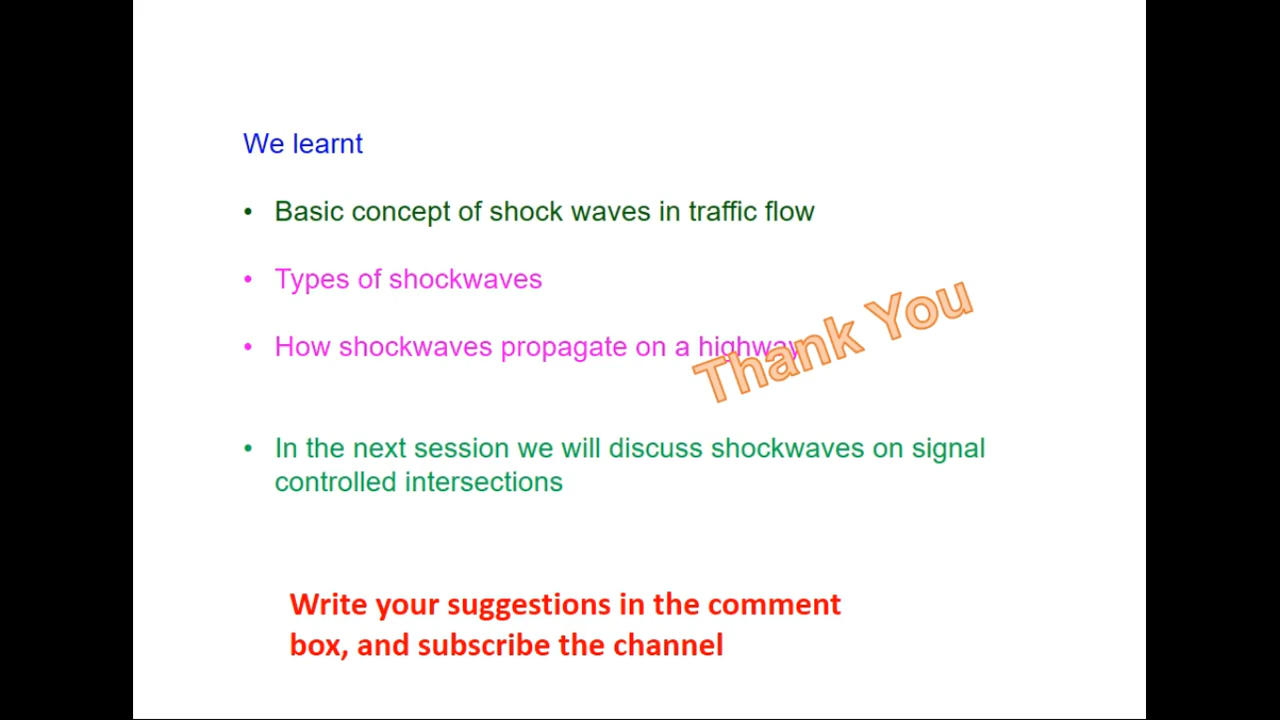 We learnt
• Basic concept of shock waves in traffic flow
• Types of shockwaves
• How shockwaves propagate on a highway
Thank You
• In the next session we will discuss shockwaves on signal
controlled intersections
Write your suggestions in the comment
box, and subscribe the channel